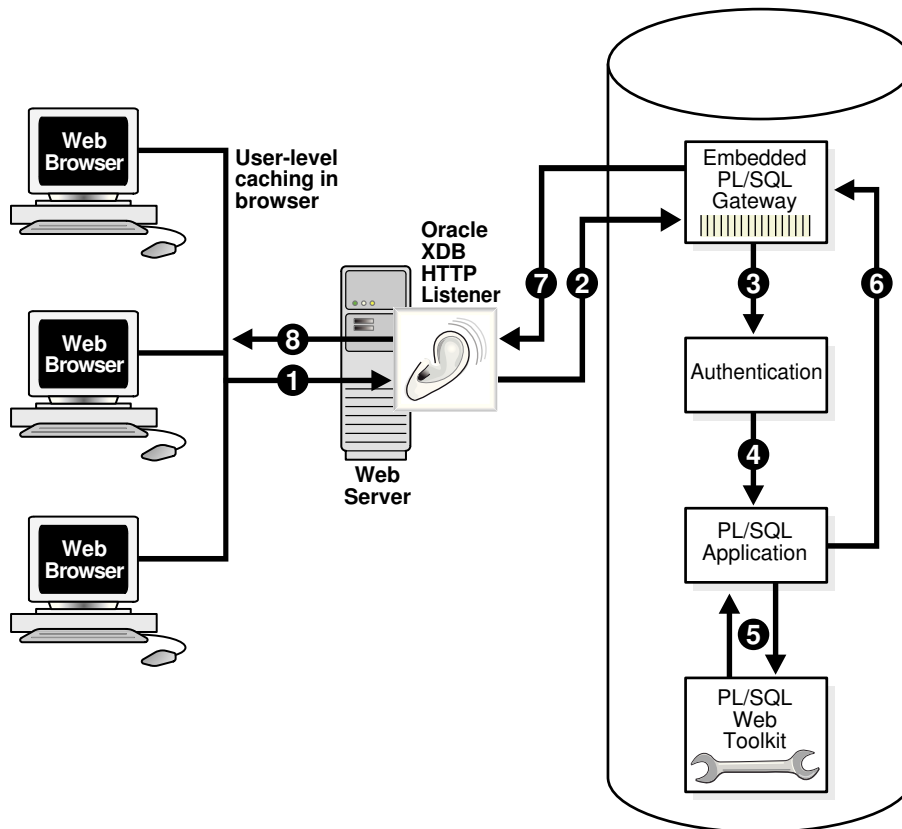 Web
Browser
User-level
caching in
browser
Web
Browser
Web
Browser
8
1
Oracle
XDB
HTTP
Listener
Web
Server
7
2
Embedded
PL/SQL
Gateway
3
6
Authentication
4
PL/SQL
Application
5
PL/SQL
Web
Toolkit